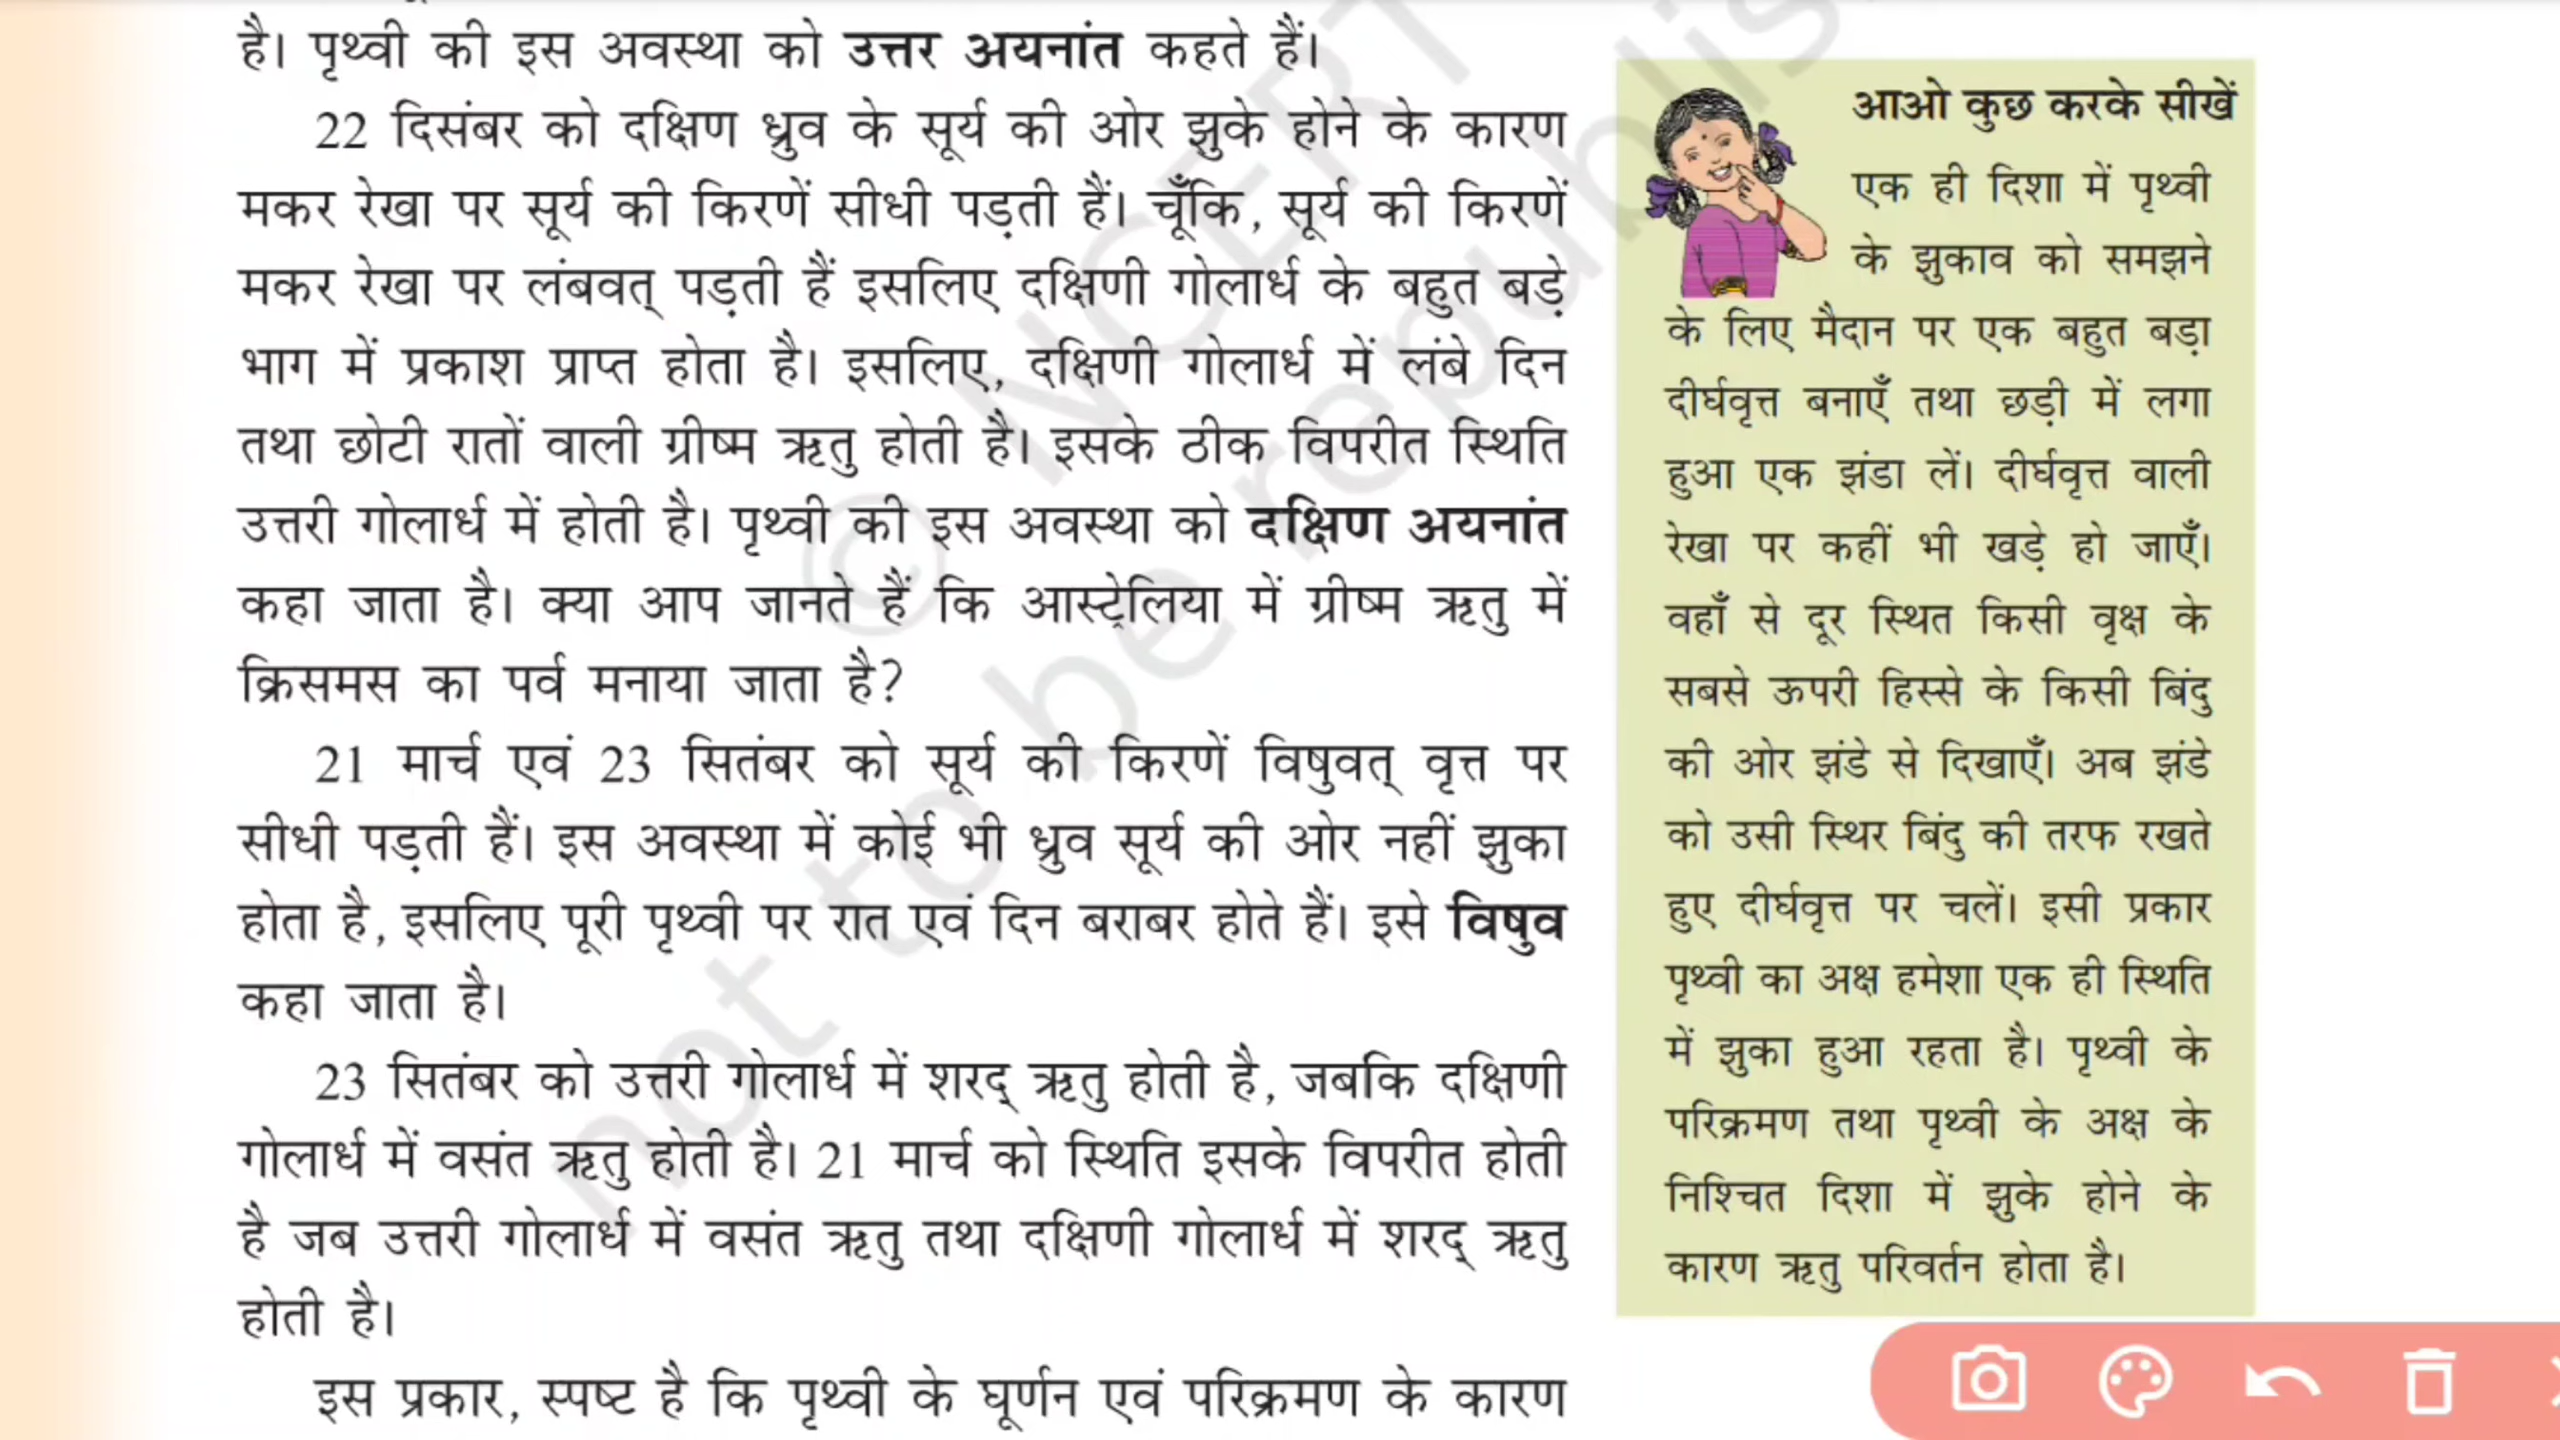 है। पृथ्वी की इस अवस्था को उत्तर अयनांत कहते हैं।
22 दिसंबर को दक्षिण ध्रुव के सूर्य की ओर झुके होने के कारण
मकर रेखा पर सूर्य की किरणें सीधी पड़ती हैं। चूँकि, सूर्य की किरणें
मकर रेखा पर लंबवत् पड़ती हैं इसलिए दक्षिणी गोलार्ध के बहुत बड़े
भाग में प्रकाश प्राप्त होता है। इसलिए, दक्षिणी गोलार्ध में लंबे दिन
तथा छोटी रातों वाली ग्रीष्म ऋतु होती है। इसके ठीक विपरीत स्थिति
उत्तरी गोलार्ध में होती है। पृथ्वी की इस अवस्था को दक्षिण अयनांत
कहा जाता है। क्या आप जानते हैं कि आस्ट्रेलिया में ग्रीष्म ऋतु में
क्रिसमस का पर्व मनाया जाता है?
21 मार्च एवं 23 सितंबर को सूर्य की किरणें विषुवत् वृत्त पर
सीधी पड़ती हैं। इस अवस्था में कोई भी ध्रुव सूर्य की ओर नहीं झुका
होता है, इसलिए पूरी पृथ्वी पर रात एवं दिन बराबर होते हैं। इसे विषुव
कहा जाता है।
23 सितंबर को उत्तरी गोलार्ध में शरद् ऋतु होती है, जबकि दक्षिणी
गोलार्ध में वसंत ऋतु होती है। 21 मार्च को स्थिति इसके विपरीत होती
है जब उत्तरी गोलार्ध में वसंत ऋतु तथा दक्षिणी गोलार्ध में शरद् ऋतु
होती है।
इस प्रकार, स्पष्ट है कि पृथ्वी के घूर्णन एवं परिक्रमण के कारण
आओ कुछ करके सीखें
एक ही दिशा में पृथ्वी
के झुकाव को समझने
के लिए मैदान पर एक बहुत बड़ा
दीर्घवृत्त बनाएँ तथा छड़ी में लगा
हुआ एक झंडा लें। दीर्घवृत्त वाली
रेखा पर कहीं भी खड़े हो जाएँ।
वहाँ से दूर स्थित किसी वृक्ष के
सबसे ऊपरी हिस्से के किसी बिंदु
की ओर झंडे से दिखाएँ। अब झंडे
को उसी स्थिर बिंदु की तरफ रखते
हुए दीर्घवृत्त पर चलें। इसी प्रकार
पृथ्वी का अक्ष हमेशा एक ही स्थिति
में झुका हुआ रहता है। पृथ्वी के
परिक्रमण तथा पृथ्वी के अक्ष के
निश्चित दिशा में झुके होने के
कारण ऋतु परिवर्तन होता है।
© NCERT
not to be republis